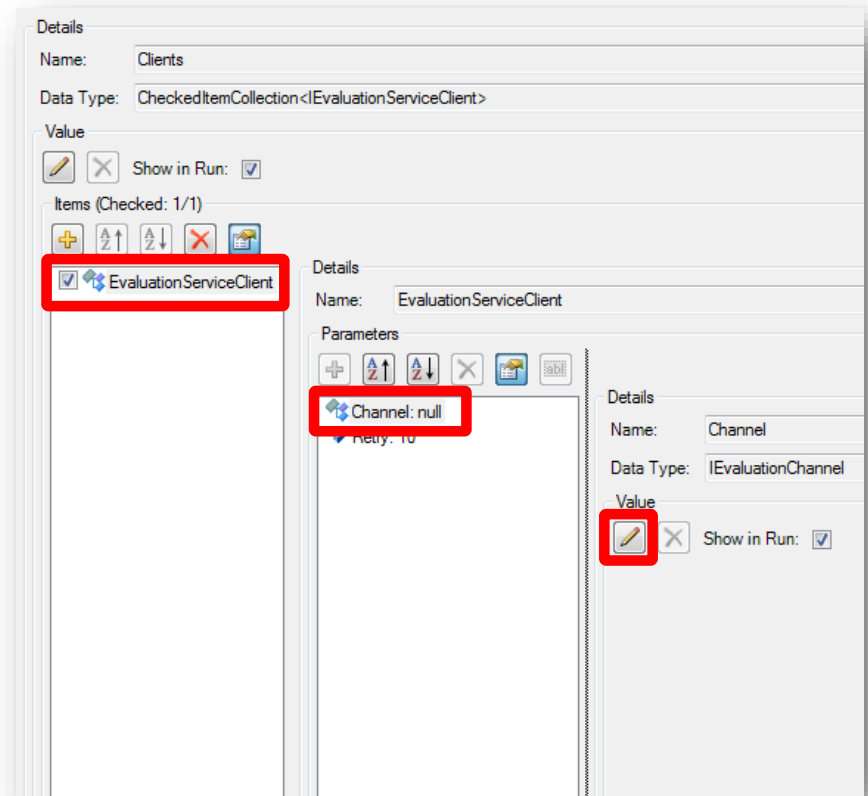 Details
Name: Clients
Data Type: CheckedItemCollection<IEvaluationServiceClient>
Value
Show in Run:
Items (Checked: 1/1)
EvaluationServiceClient
Details
Name: EvaluationServiceClient
Parameters
abl
Channel: null
Retry: 10
Details
Name: Channel
Data Type: IEvaluationChannel
Value
Show in Run: